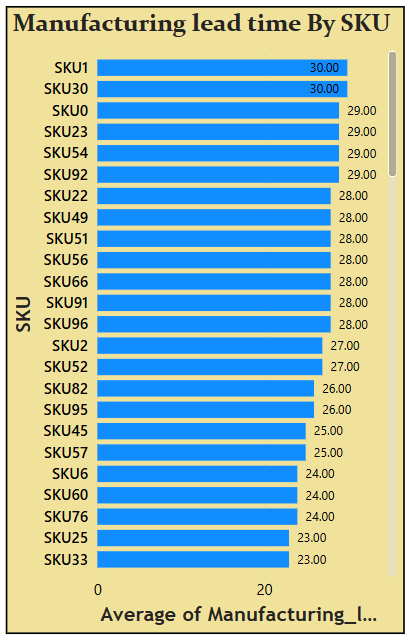 Manufacturing lead time By SKU
SKU1 30.00
SKU30 30.00
SKU0 29.00
SKU23 29.00
SKU54 29.00
SKU92 29.00
SKU22 28.00
SKU49 28.00
SKU51 28.00
SKU56 28.00
SKU66 28.00
SKU91 28.00
SKU96 28.00
SKU2 27.00
SKU52 27.00
SKU82 26.00
SKU95 26.00
SKU45 25.00
SKU57 25.00
SKU6 24.00
SKU60 24.00
SKU76 24.00
SKU25 23.00
SKU33 23.00
SKU
0 20
Average of Manufacturing_l...